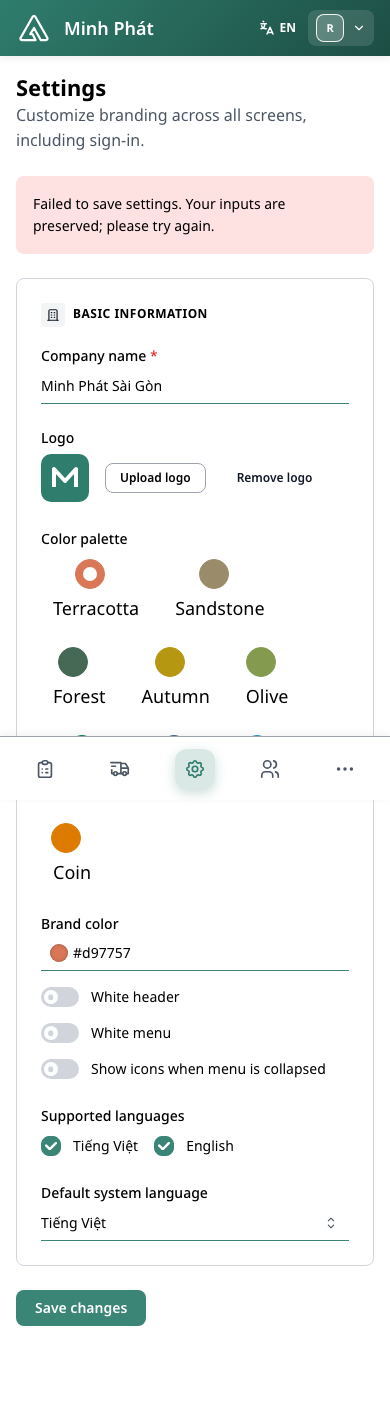 Minh Phát
EN
R
Settings
Customize branding across all screens,
including sign-in.
Failed to save settings. Your inputs are
preserved; please try again.
BASIC INFORMATION
Company name *
Minh Phát Sài Gòn
Logo
M
Upload logo
Remove logo
Color palette
Terracotta
Sandstone
Forest
Autumn
Olive
Coin
Brand color
#d97757
White header
White menu
Show icons when menu is collapsed
Supported languages
Tiếng Việt
English
Default system language
Tiếng Việt
Save changes